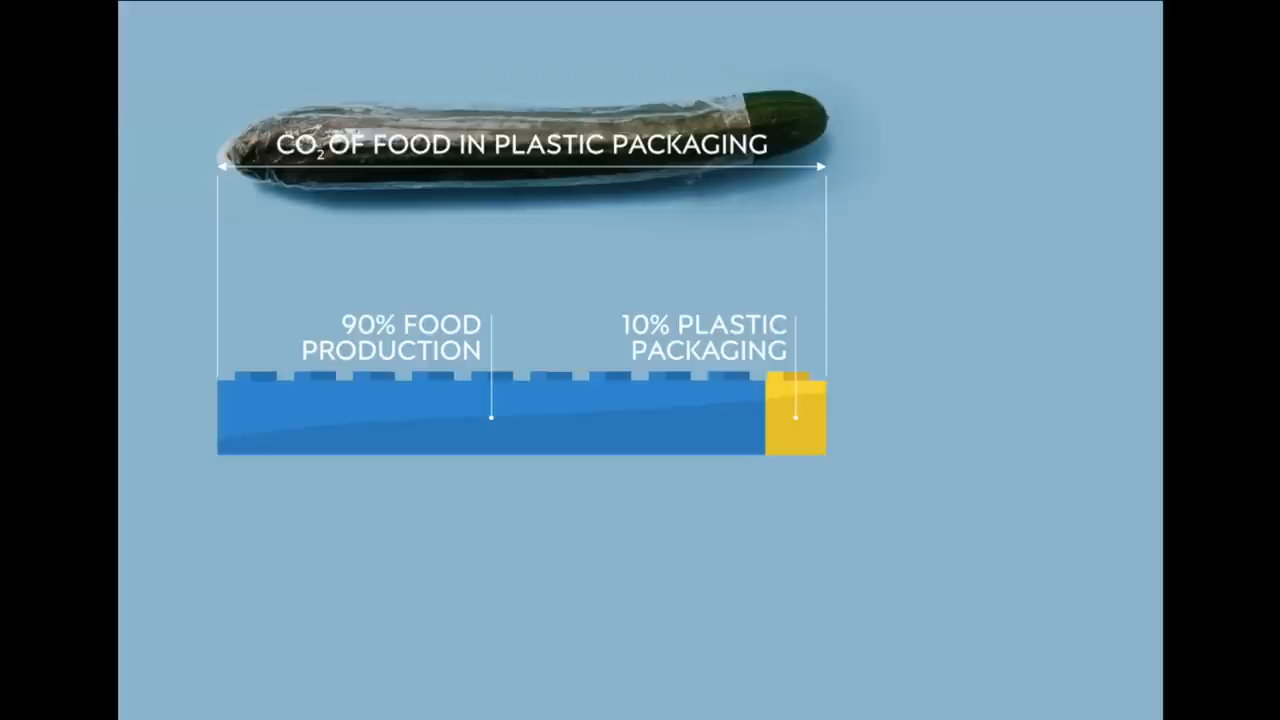 CO₂ OF FOOD IN PLASTIC PACKAGING
90% FOOD
PRODUCTION
10% PLASTIC
PACKAGING